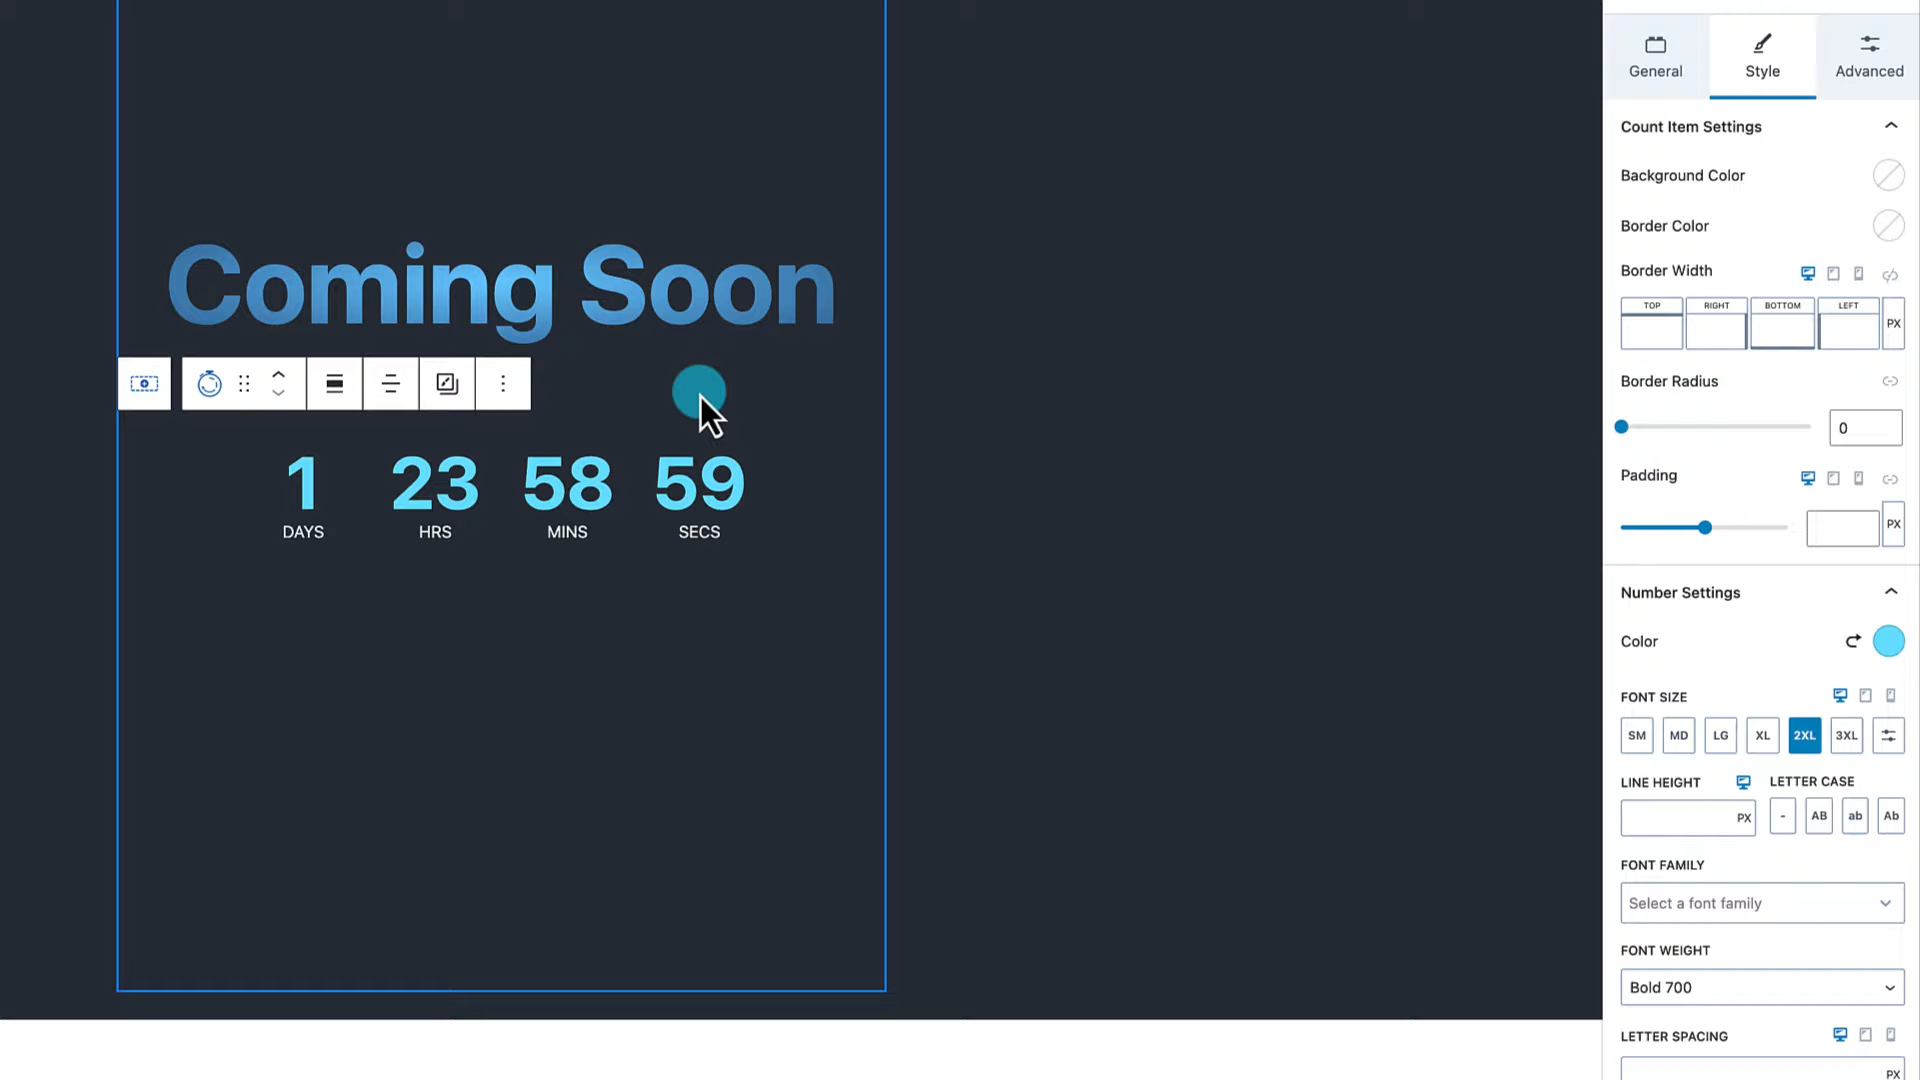 General
Style
Advanced
Count Item Settings
Background Color
Border Color
Border Width
TOP RIGHT BOTTOM LEFT PX
Border Radius
0
Padding
PX
Number Settings
Color
FONT SIZE
SM MD LG XL 2XL 3XL
LINE HEIGHT LETTER CASE
PX - AB ab Ab
FONT FAMILY
Select a font family
FONT WEIGHT
Bold 700
LETTER SPACING
PX
Coming Soon
1 23 58 59
DAYS HRS MINS SECS